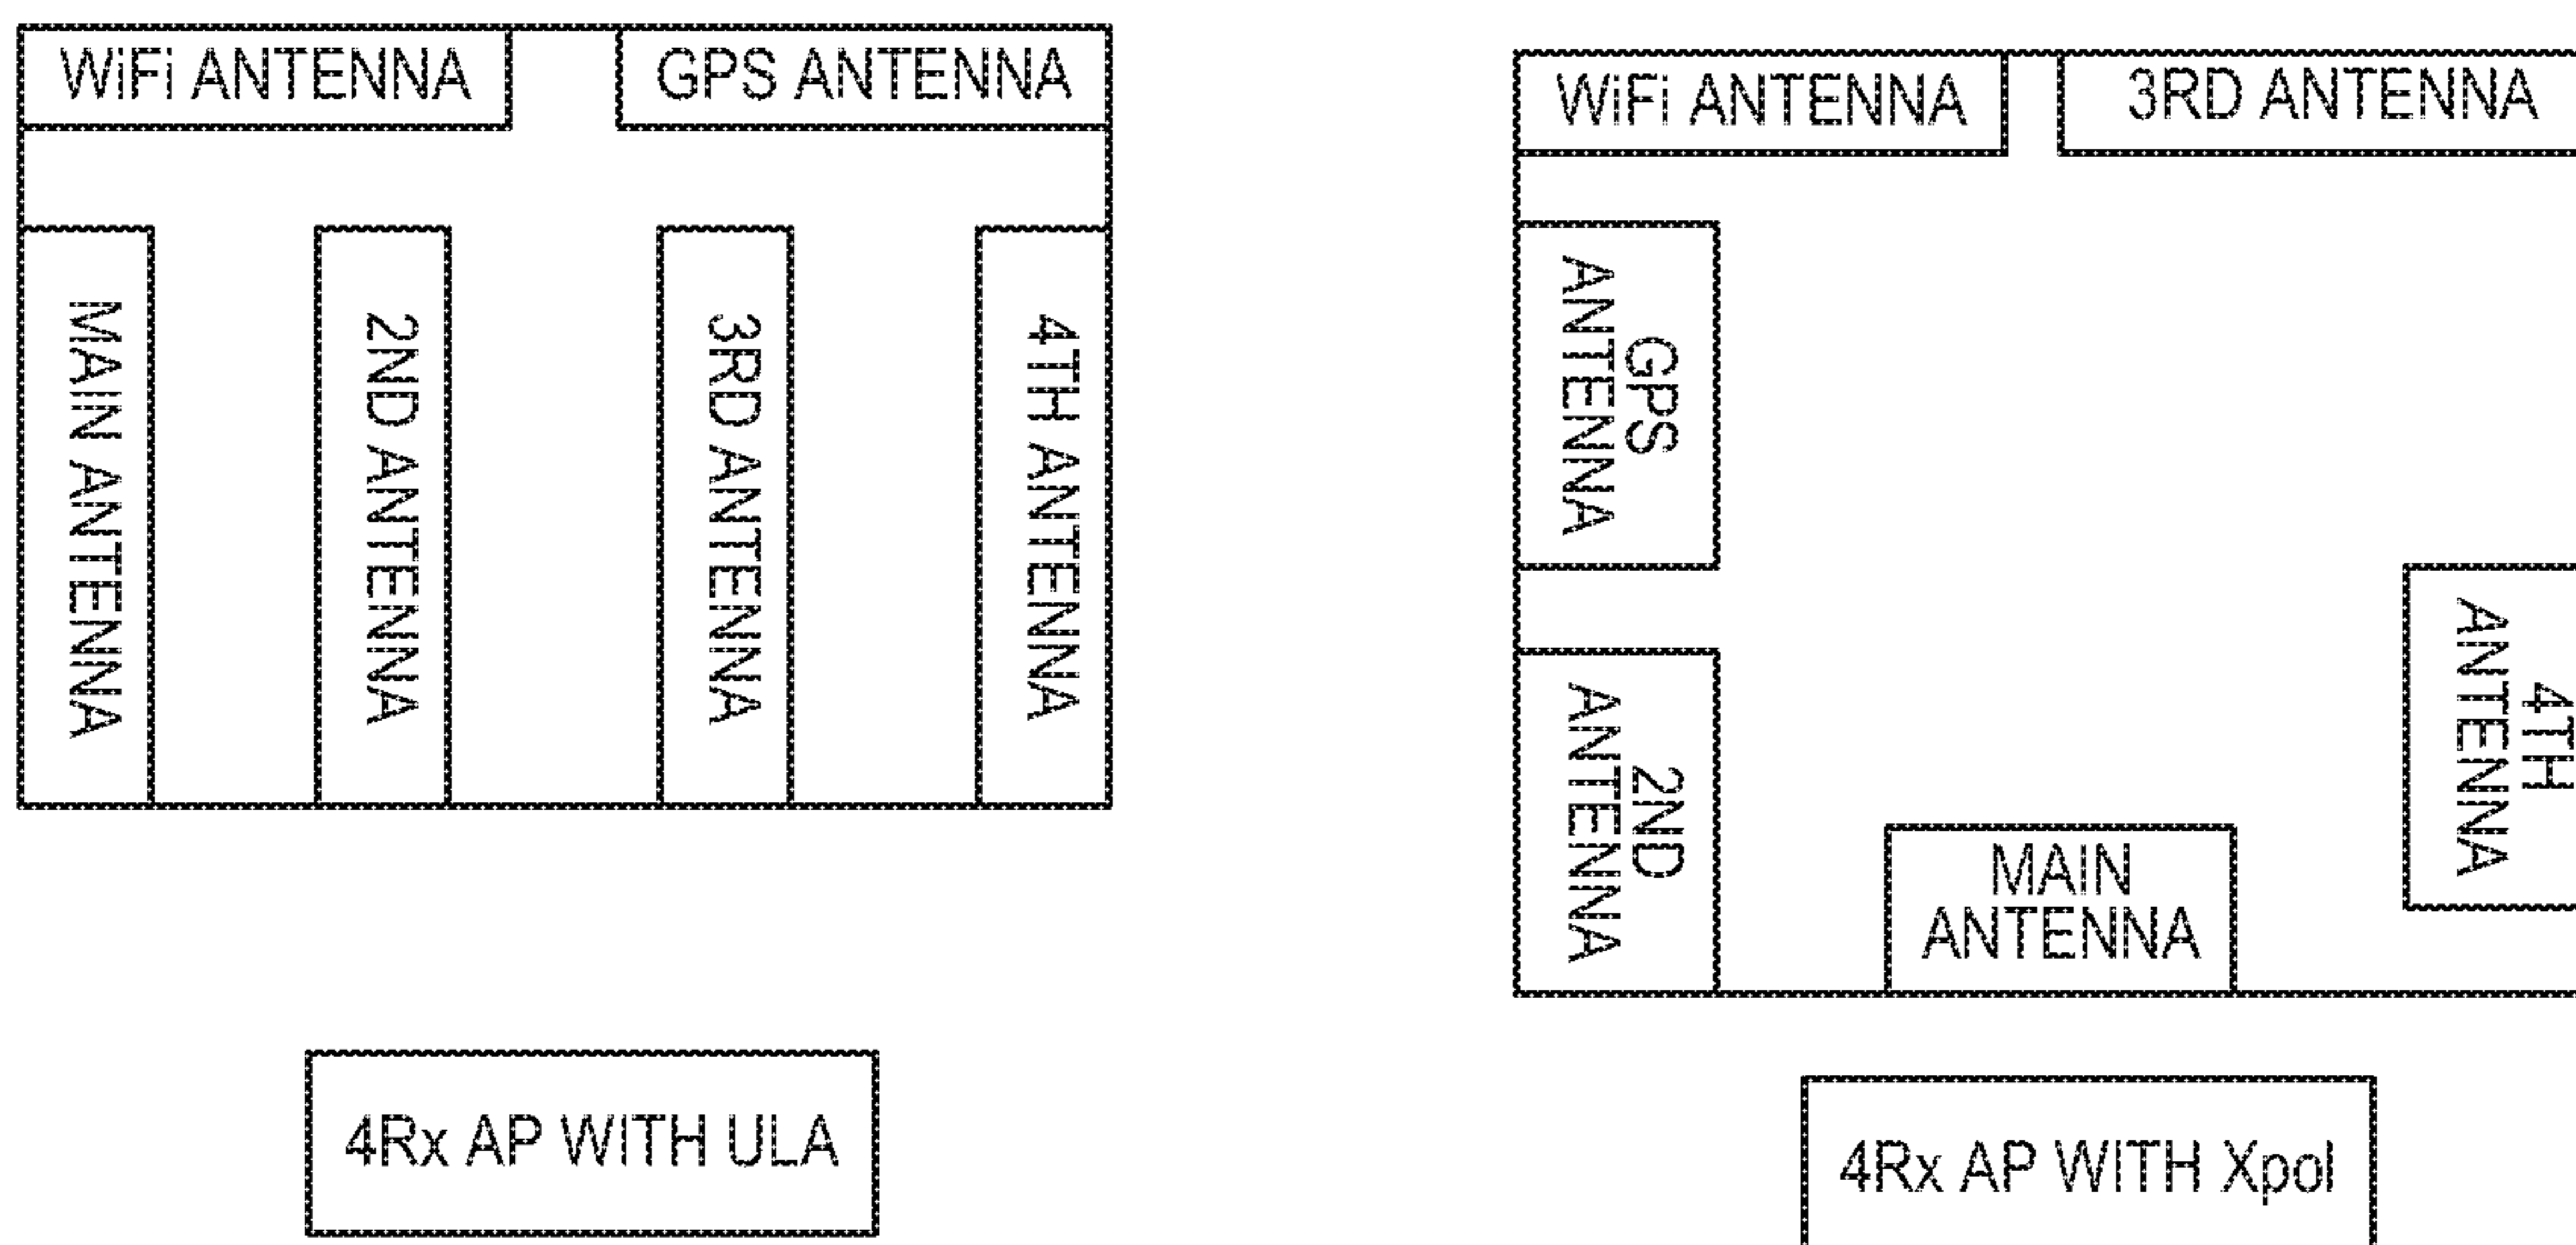 WiFi ANTENNA
GPS ANTENNA
MAIN ANTENNA
2ND ANTENNA
3RD ANTENNA
4TH ANTENNA
4Rx AP WITH ULA
WiFi ANTENNA
3RD ANTENNA
GPS
ANTENNA
2ND
ANTENNA
MAIN
ANTENNA
4TH
ANTENNA
4Rx AP WITH Xpol